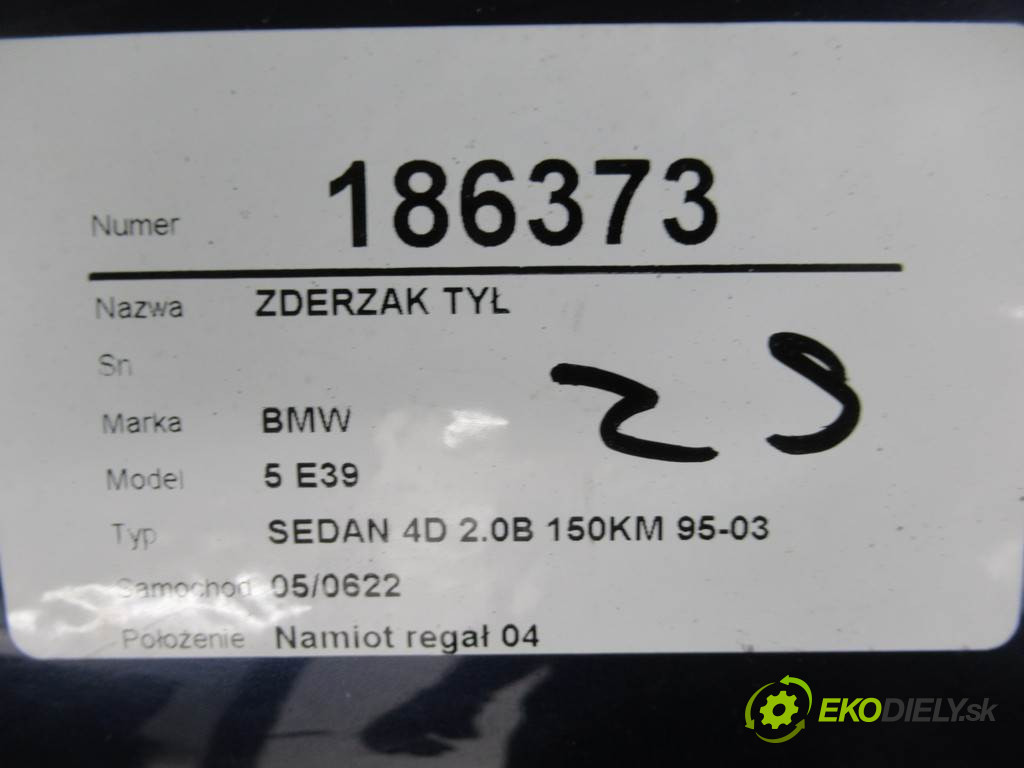 Numer 186373
Nazwa ZDERZAK TYŁ
Sn
29
Marka BMW
Model 5 E39
Typ SEDAN 4D 2.0B 150KM 95-03
Samochod 05/0622
Położenie Namiot regał 04
EKODIELY.sk